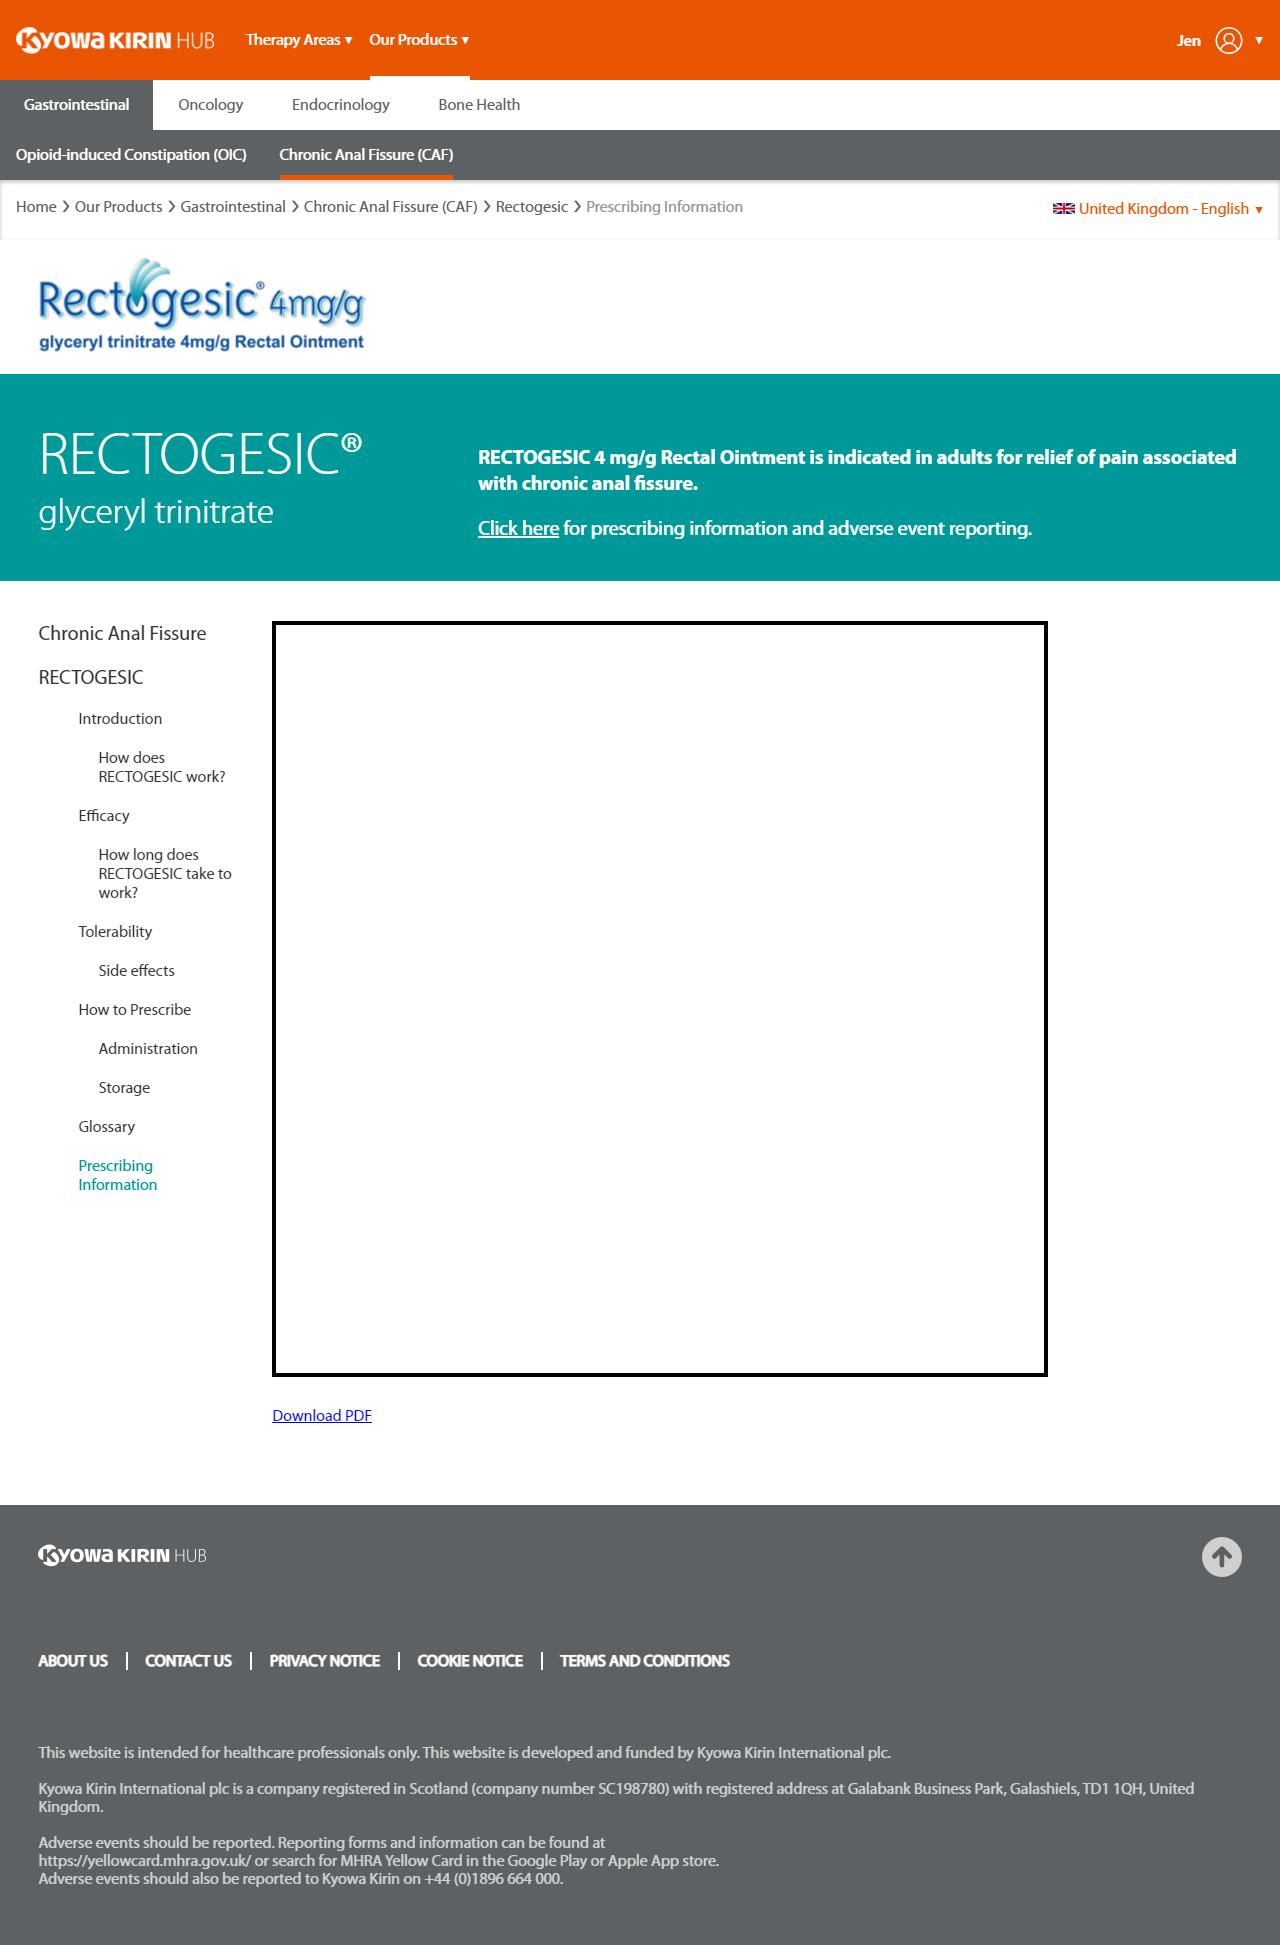 KYOWA KIRIN HUB Therapy Areas ▼ Our Products ▼ Jen ▼
Gastrointestinal Oncology Endocrinology Bone Health
Opioid-induced Constipation (OIC) Chronic Anal Fissure (CAF)
Home > Our Products > Gastrointestinal > Chronic Anal Fissure (CAF) > Rectogesic > Prescribing Information United Kingdom - English ▼
Rectogesic® 4mg/g
glyceryl trinitrate 4mg/g Rectal Ointment
RECTOGESIC®
glyceryl trinitrate
RECTOGESIC 4 mg/g Rectal Ointment is indicated in adults for relief of pain associated
with chronic anal fissure.
Click here for prescribing information and adverse event reporting.
Chronic Anal Fissure
RECTOGESIC
Introduction
How does
RECTOGESIC work?
Efficacy
How long does
RECTOGESIC take to
work?
Tolerability
Side effects
How to Prescribe
Administration
Storage
Glossary
Prescribing
Information
Download PDF
KYOWA KIRIN HUB
ABOUT US | CONTACT US | PRIVACY NOTICE | COOKIE NOTICE | TERMS AND CONDITIONS
This website is intended for healthcare professionals only. This website is developed and funded by Kyowa Kirin International plc.
Kyowa Kirin International plc is a company registered in Scotland (company number SC198780) with registered address at Galabank Business Park, Galashiels, TD1 1QH, United
Kingdom.
Adverse events should be reported. Reporting forms and information can be found at
https://yellowcard.mhra.gov.uk/ or search for MHRA Yellow Card in the Google Play or Apple App store.
Adverse events should also be reported to Kyowa Kirin on +44 (0)1896 664 000.